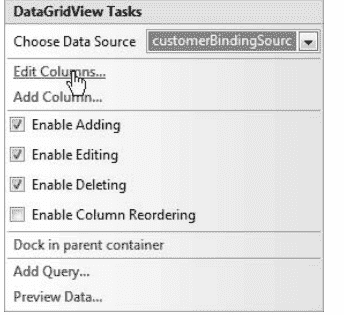 DataGridView Tasks
Choose Data Source customerBindingSourc
Edit Columns...
Add Column...
Enable Adding
Enable Editing
Enable Deleting
Enable Column Reordering
Dock in parent container
Add Query...
Preview Data...